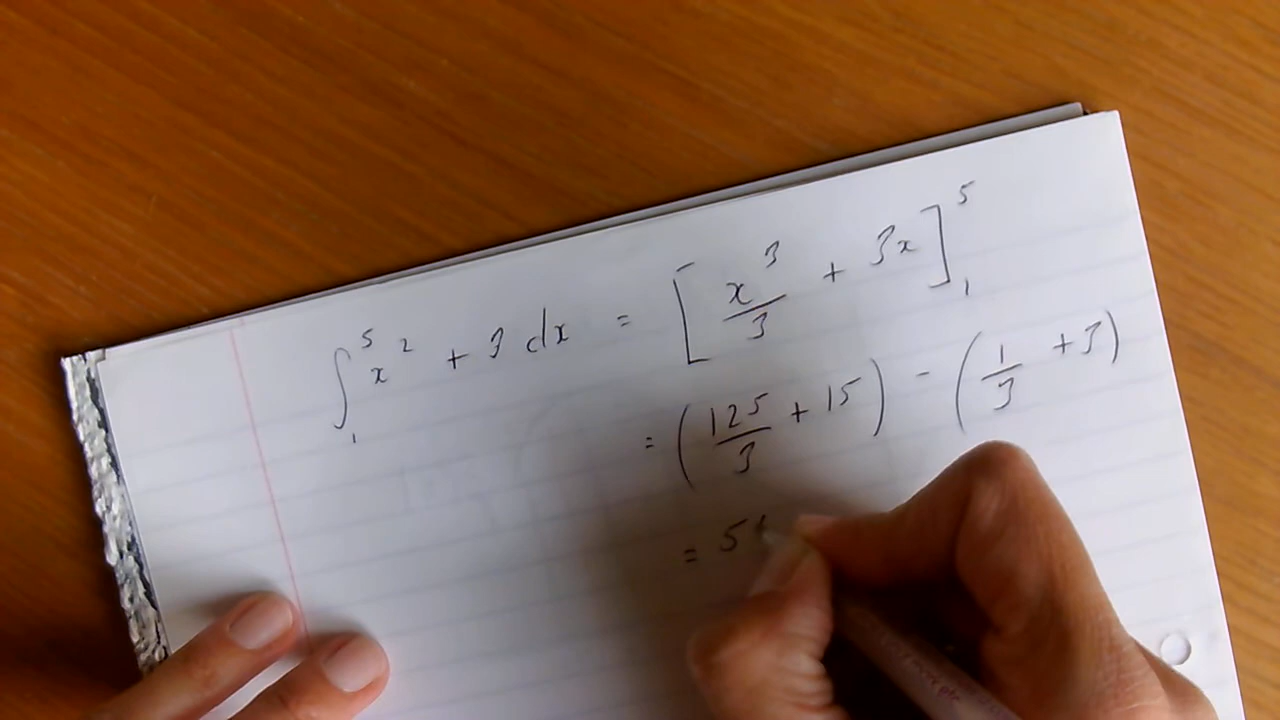 ∫₁⁵ x² + 3 dx = [x³/3 + 3x]₁⁵
= (125/3 + 15) - (1/3 + 3)
= 5